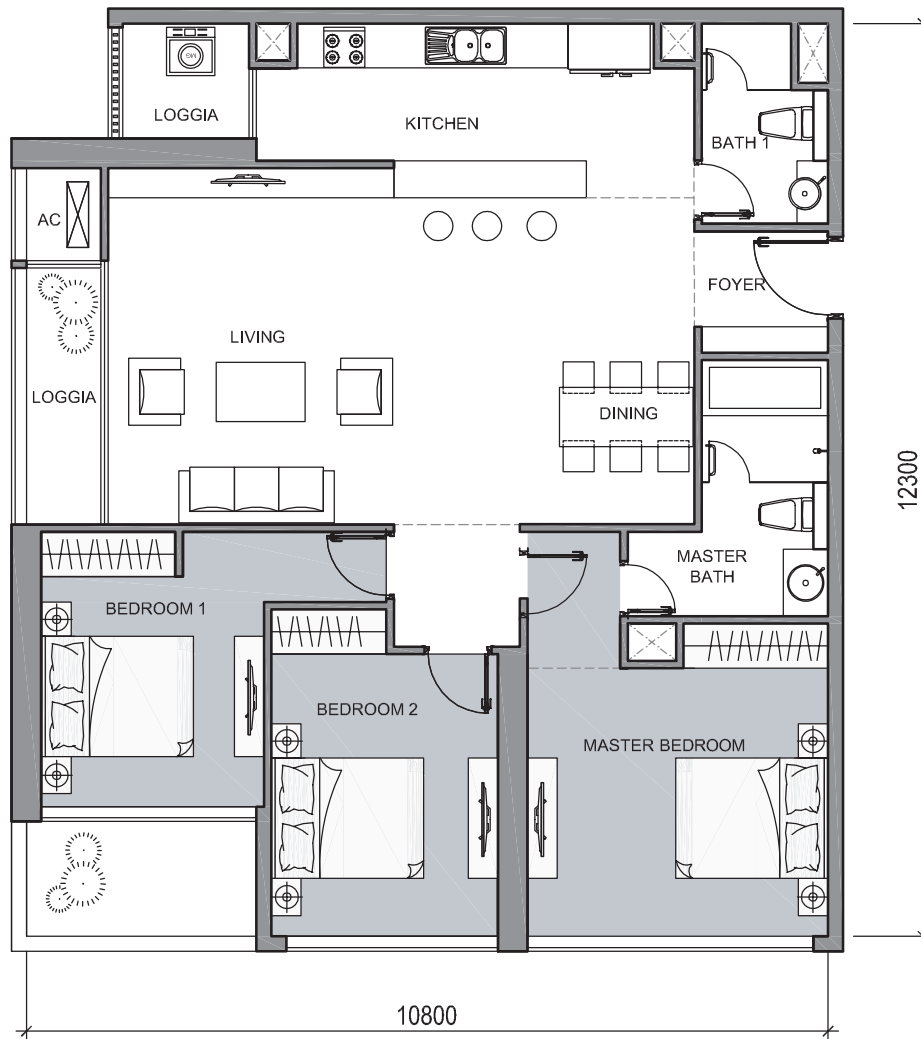 LOGGIA
KITCHEN
BATH 1
AC
FOYER
LIVING
LOGGIA
DINING
12300
MASTER
BATH
BEDROOM 1
BEDROOM 2
MASTER BEDROOM
10800